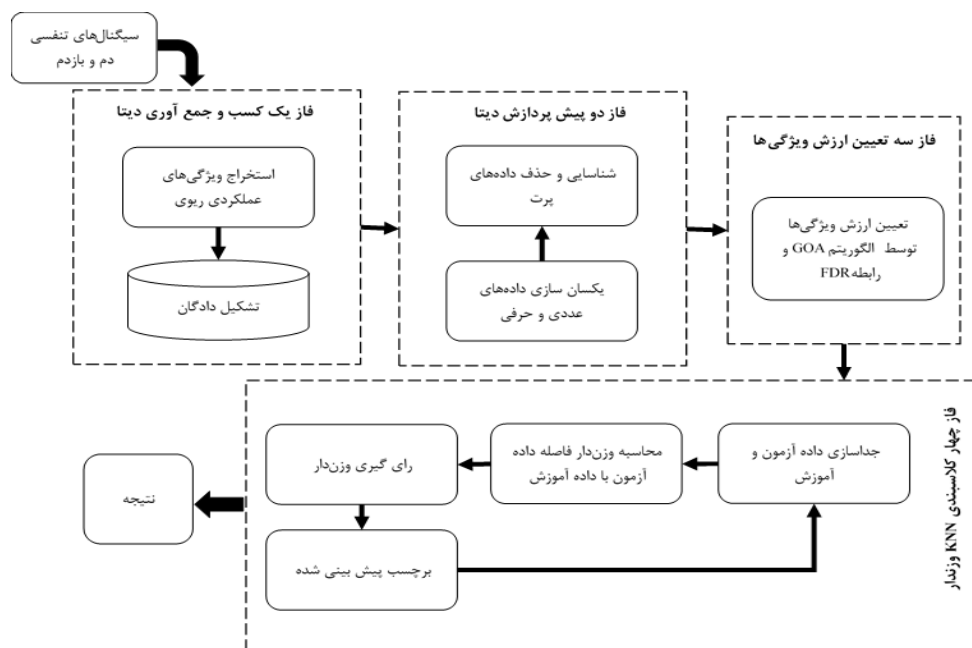 سیگنال‌های تنفسی
دم و بازدم
فاز یک کسب و جمع آوری دیتا
استخراج ویژگی‌های
عملکردی ریوی
تشکیل دادگان
فاز دو پیش پردازش دیتا
شناسایی و حذف داده‌های
پرت
یکسان سازی داده‌های
عددی و حرفی
فاز سه تعیین ارزش ویژگی‌ها
تعیین ارزش ویژگی‌ها
توسط الگوریتم GOA و
رابطه FDR
فاز چهار کلاسبندی KNN وزندار
جداسازی داده آزمون و
آموزش
محاسبه وزن‌دار فاصله داده
آزمون با داده آموزش
رای گیری وزن‌دار
برچسب پیش بینی شده
نتیجه